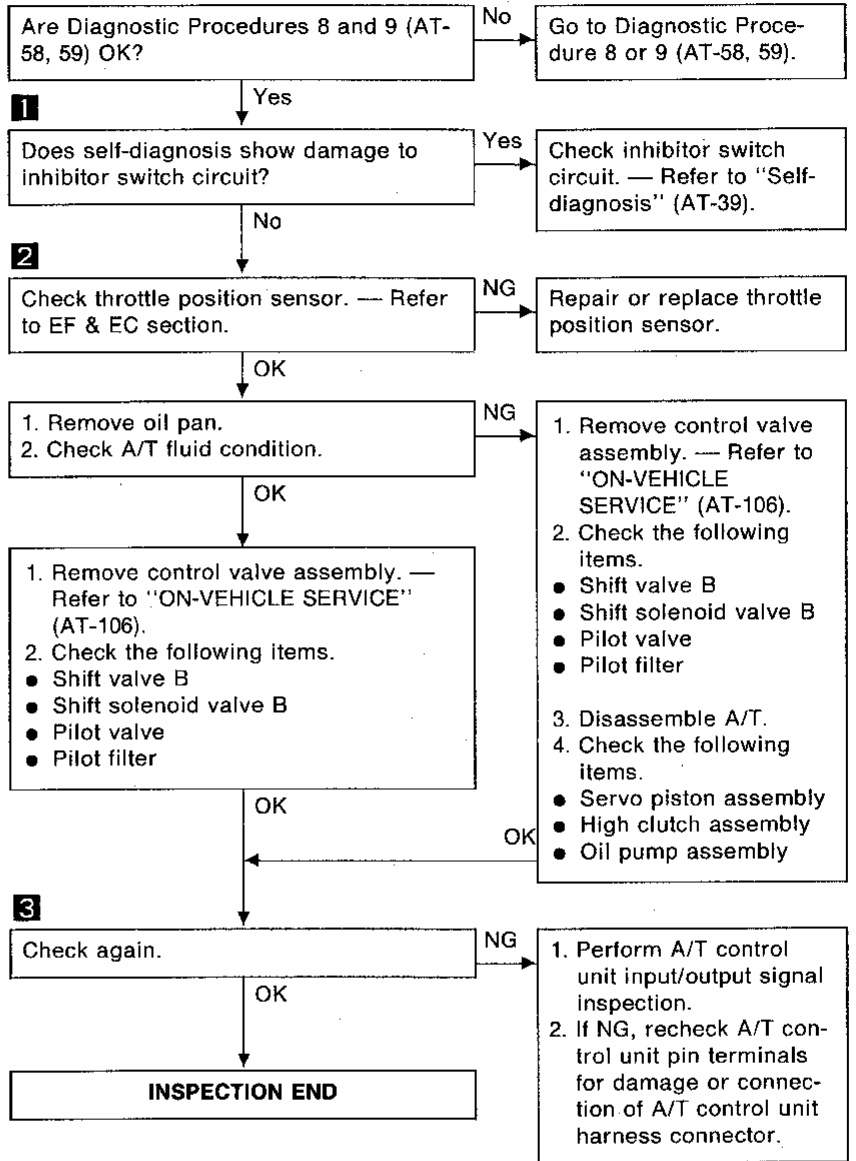 Are Diagnostic Procedures 8 and 9 (AT-
58, 59) OK?
No
Go to Diagnostic Proce-
dure 8 or 9 (AT-58, 59).
Yes
1
Does self-diagnosis show damage to
inhibitor switch circuit?
Yes
Check inhibitor switch
circuit. — Refer to "Self-
diagnosis" (AT-39).
No
2
Check throttle position sensor. — Refer
to EF & EC section.
NG
Repair or replace throttle
position sensor.
OK
1. Remove oil pan.
2. Check A/T fluid condition.
NG
1. Remove control valve
assembly. — Refer to
"ON-VEHICLE
SERVICE" (AT-106).
2. Check the following
items.
● Shift valve B
● Shift solenoid valve B
● Pilot valve
● Pilot filter
3. Disassemble A/T.
4. Check the following
items.
● Servo piston assembly
● High clutch assembly
● Oil pump assembly
OK
1. Remove control valve assembly. —
Refer to "ON-VEHICLE SERVICE"
(AT-106).
2. Check the following items.
● Shift valve B
● Shift solenoid valve B
● Pilot valve
● Pilot filter
OK
OK
3
Check again.
NG
1. Perform A/T control
unit input/output signal
inspection.
2. If NG, recheck A/T con-
trol unit pin terminals
for damage or connec-
tion of A/T control unit
harness connector.
OK
INSPECTION END